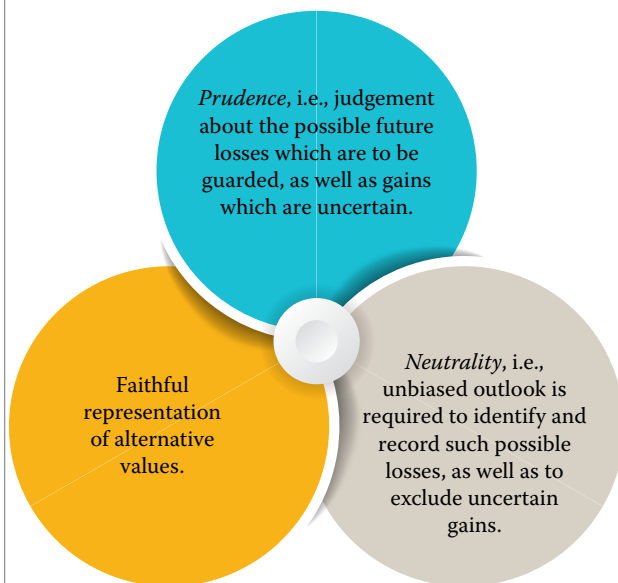 Prudence, i.e., judgement
about the possible future
losses which are to be
guarded, as well as gains
which are uncertain.
Faithful
representation
of alternative
values.
Neutrality, i.e.,
unbiased outlook is
required to identify and
record such possible
losses, as well as to
exclude uncertain
gains.